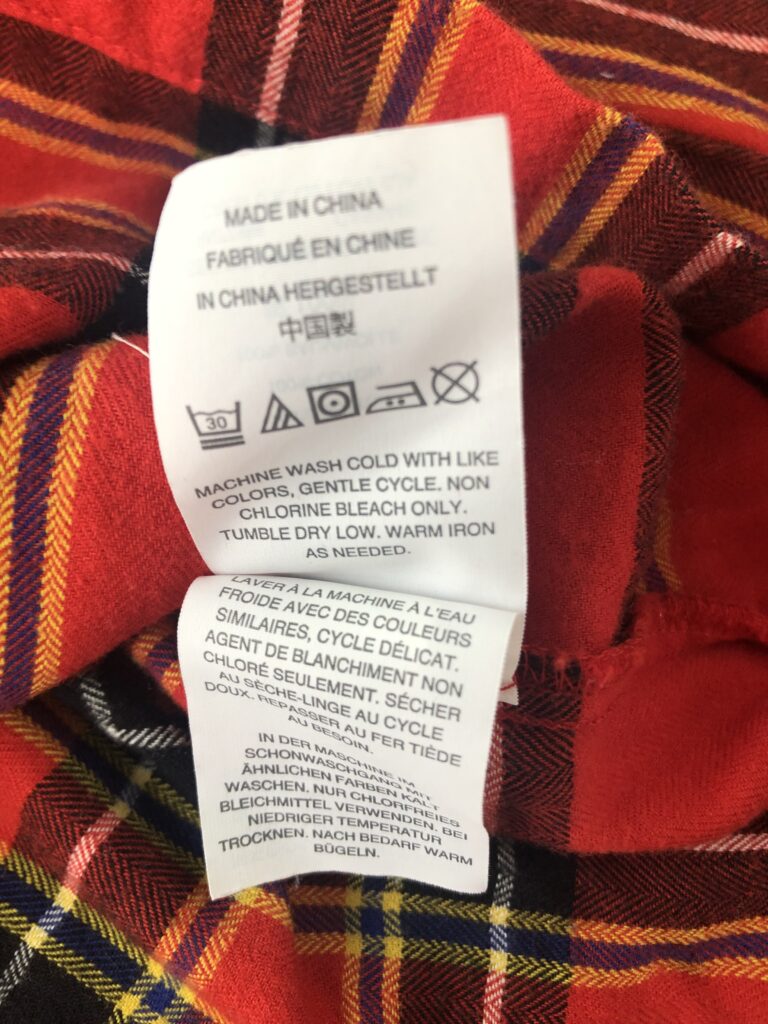 MADE IN CHINA
FABRIQUÉ EN CHINE
IN CHINA HERGESTELLT
中国製
30
MACHINE WASH COLD WITH LIKE
COLORS, GENTLE CYCLE. NON
CHLORINE BLEACH ONLY.
TUMBLE DRY LOW. WARM IRON
AS NEEDED.
LAVER À LA MACHINE À L'EAU
FROIDE AVEC DES COULEURS
SIMILAIRES, CYCLE DÉLICAT.
AGENT DE BLANCHIMENT NON
CHLORÉ SEULEMENT. SÉCHER
AU SÈCHE-LINGE AU CYCLE
DOUX. REPASSER AU FER TIÈDE
AU BESOIN.
IN DER MASCHINE IM
SCHONWASCHGANG MIT
ÄHNLICHEN FARBEN KALT
WASCHEN. NUR CHLORFREIES
BLEICHMITTEL VERWENDEN. BEI
NIEDRIGER TEMPERATUR
TROCKNEN. NACH BEDARF WARM
BÜGELN.